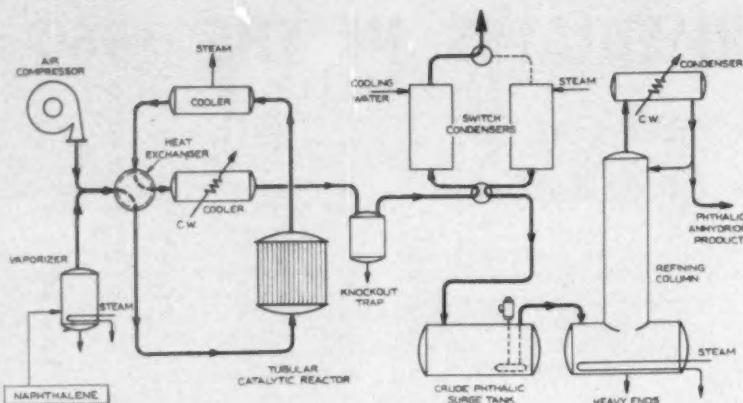 AIR
COMPRESSOR
STEAM
COOLER
HEAT
EXCHANGER
COOLER
C.W.
VAPORIZER
STEAM
NAPHTHALENE
TUBULAR
CATALYTIC REACTOR
KNOCKOUT
TRAP
COOLING
WATER
STEAM
SWITCH
CONDENSERS
CONDENSER
C.W.
PHTHALIC
ANHYDRIDE
PRODUCT
REFINING
COLUMN
STEAM
CRUDE PHTHALIC
SURGE TANK
HEAVY ENDS